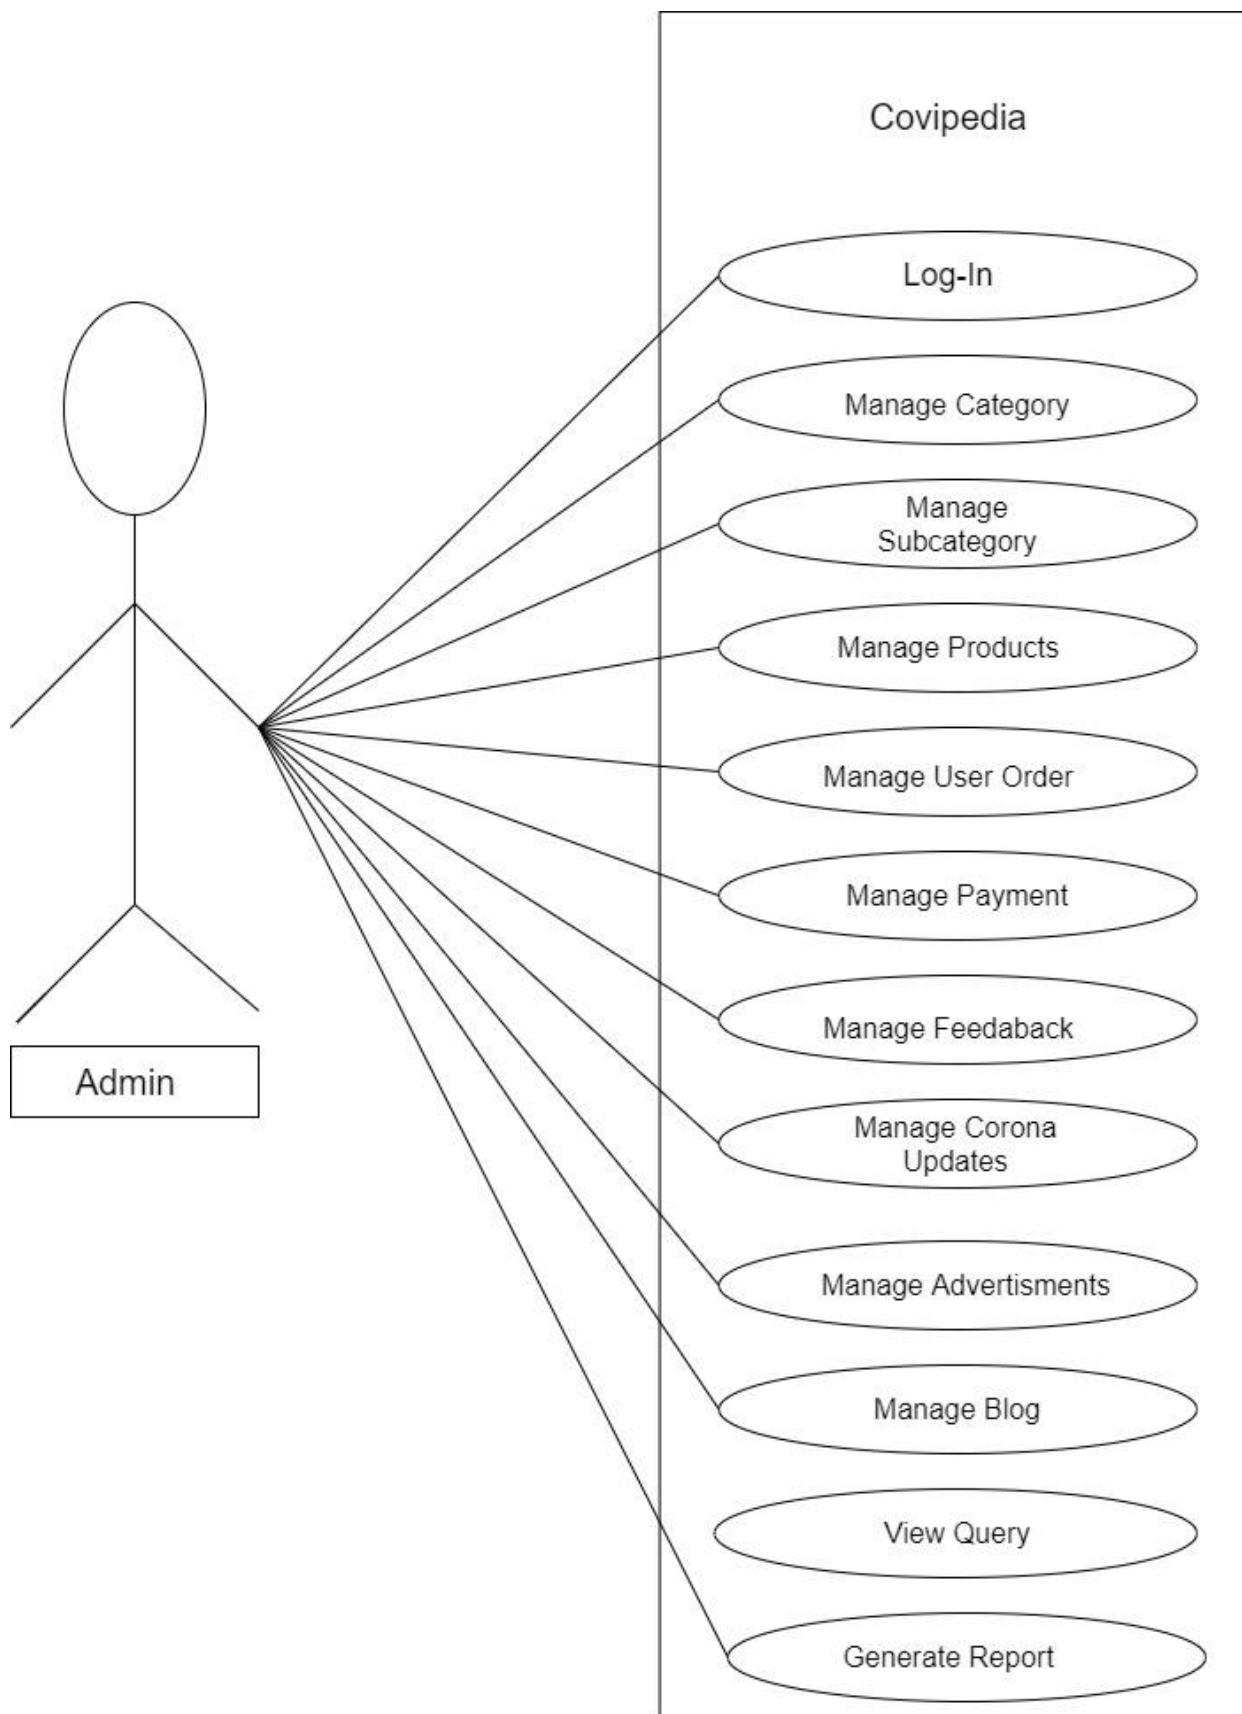 Covipedia
Log-In
Manage Category
Manage
Subcategory
Manage Products
Manage User Order
Manage Payment
Manage Feedaback
Admin
Manage Corona
Updates
Manage Advertisments
Manage Blog
View Query
Generate Report